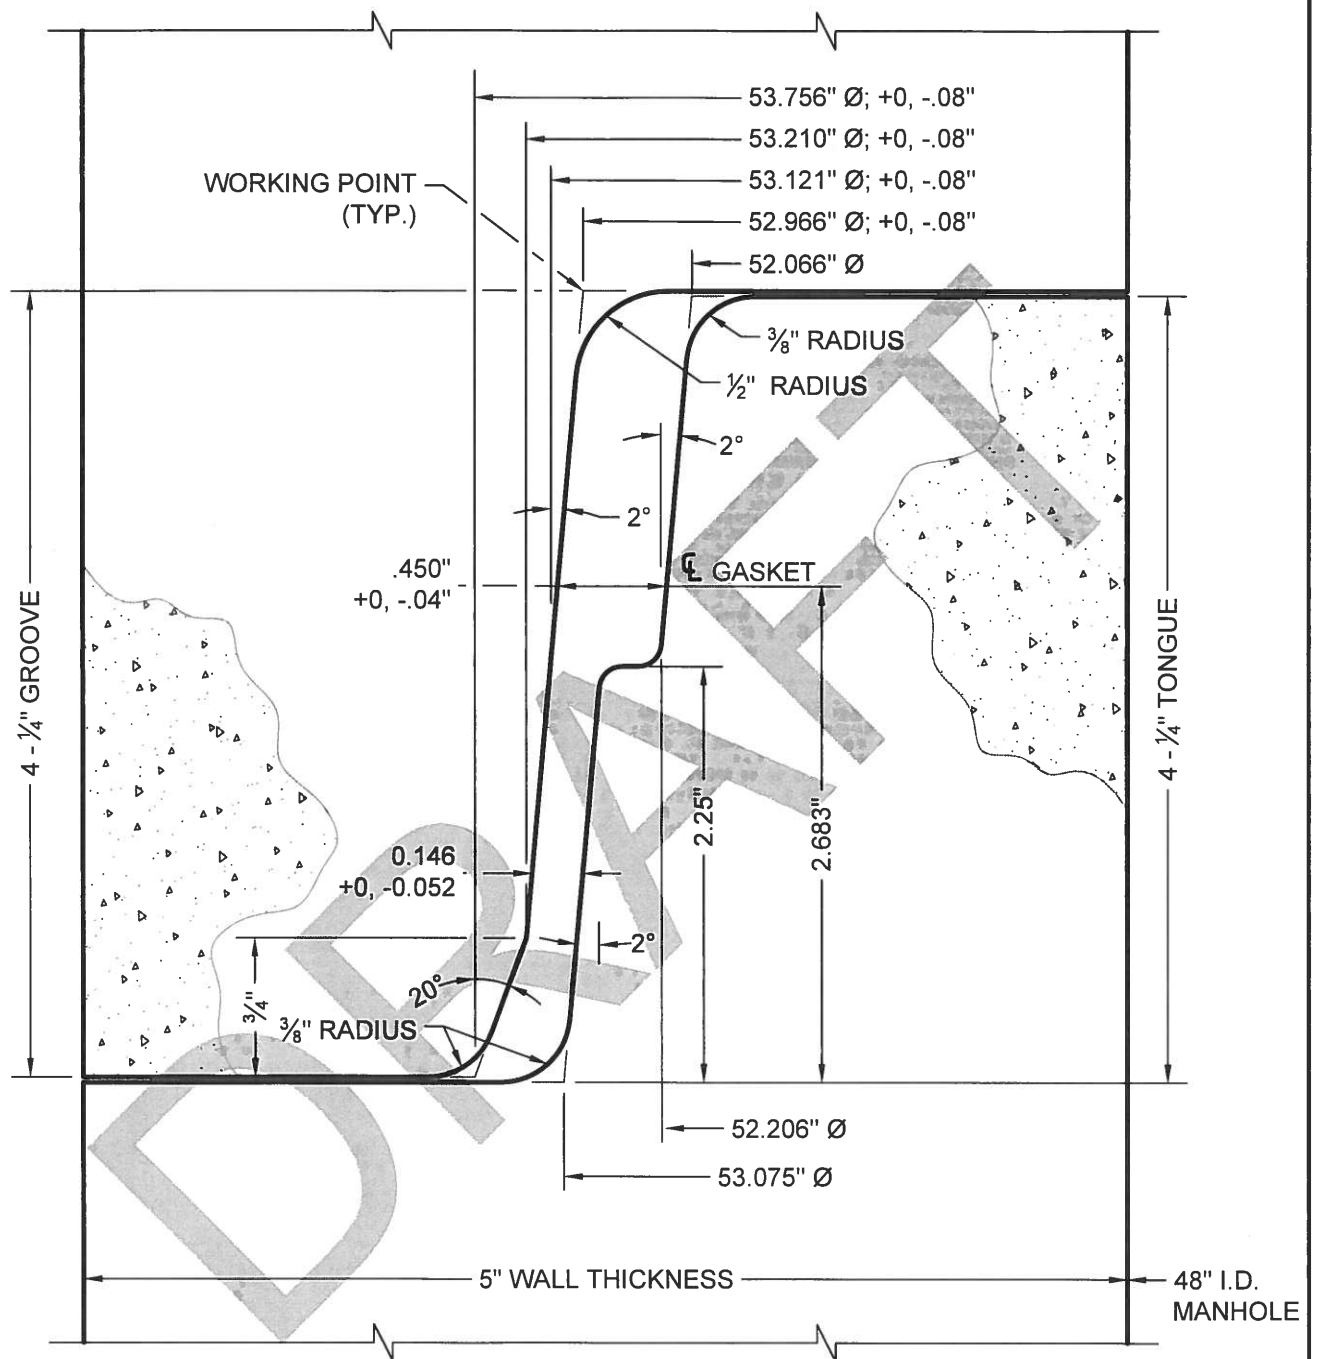 53.756" Ø; +0, -.08"
53.210" Ø; +0, -.08"
53.121" Ø; +0, -.08"
52.966" Ø; +0, -.08"
52.066" Ø
WORKING POINT
(TYP.)
3/8" RADIUS
1/2" RADIUS
2°
2°
℄ GASKET
.450"
+0, -.04"
4 - 1/4" GROOVE
4 - 1/4" TONGUE
2.25"
2.683"
0.146
+0, -0.052
2°
20°
3/4"
3/8" RADIUS
52.206" Ø
53.075" Ø
5" WALL THICKNESS
48" I.D.
MANHOLE
DRAFT